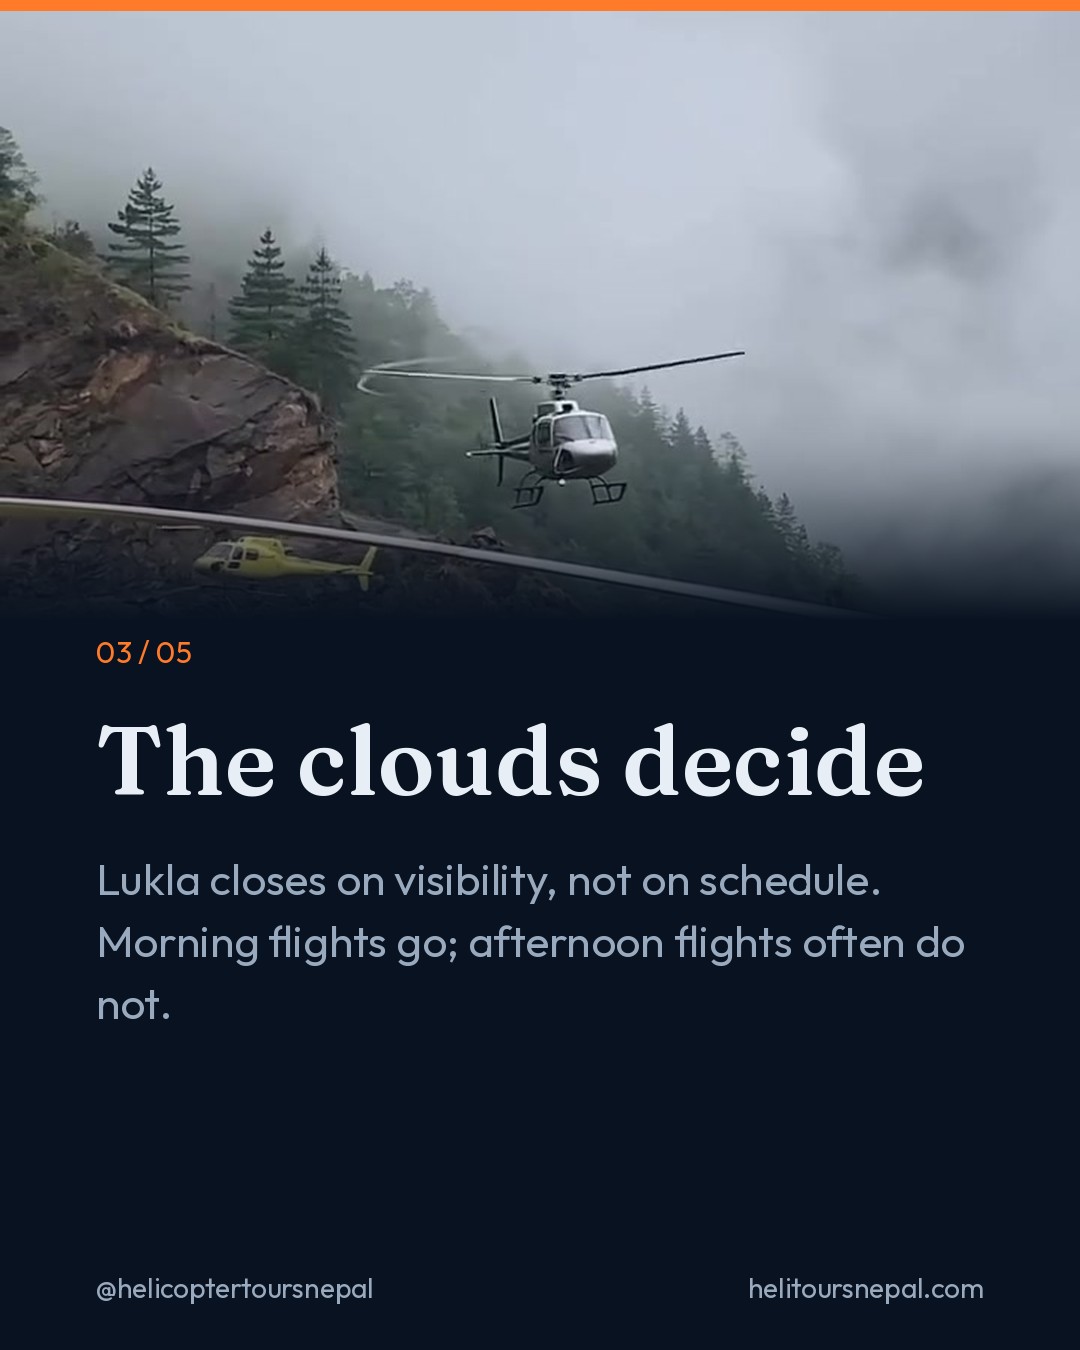 03 / 05
The clouds decide
Lukla closes on visibility, not on schedule.
Morning flights go; afternoon flights often do
not.
@helicoptertoursnepal
helitoursnepal.com